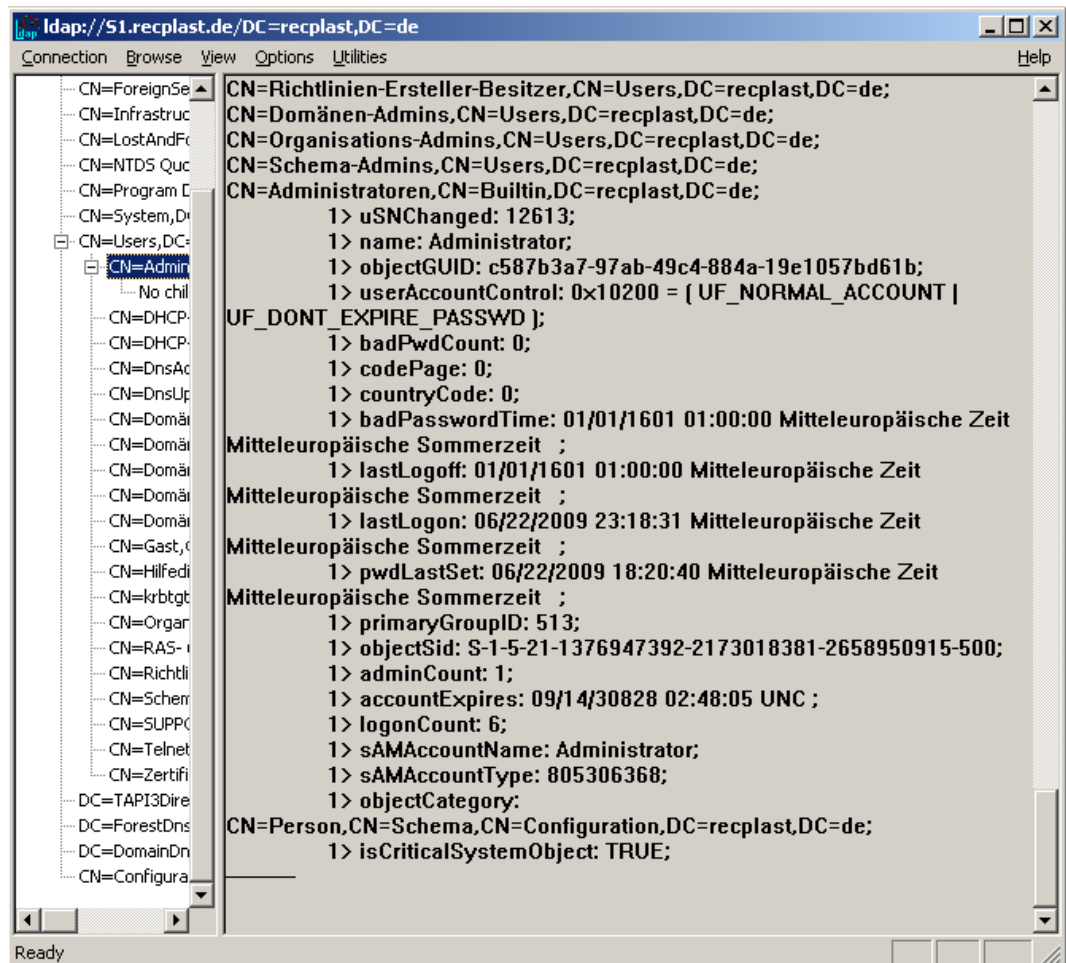 ldap://S1.recplast.de/DC=recplast,DC=de
Connection Browse View Options Utilities Help
CN=ForeignSe
CN=Infrastruc
CN=LostAndFo
CN=NTDS Quo
CN=Program D
CN=System,D
CN=Users,DC=
CN=Admin
No chil
CN=DHCP-
CN=DHCP-
CN=DnsAd
CN=DnsUp
CN=Domän
CN=Domän
CN=Domän
CN=Domän
CN=Domän
CN=Gast,
CN=Hilfedi
CN=krbtgt
CN=Organ
CN=RAS-
CN=Richtli
CN=Schem
CN=SUPPO
CN=Telnet
CN=Zertifi
DC=TAPI3Dire
DC=ForestDns
DC=DomainDn
CN=Configura
CN=Richtlinien-Ersteller-Besitzer,CN=Users,DC=recplast,DC=de;
CN=Domänen-Admins,CN=Users,DC=recplast,DC=de;
CN=Organisations-Admins,CN=Users,DC=recplast,DC=de;
CN=Schema-Admins,CN=Users,DC=recplast,DC=de;
CN=Administratoren,CN=Builtin,DC=recplast,DC=de;
1> uSNChanged: 12613;
1> name: Administrator;
1> objectGUID: c587b3a7-97ab-49c4-884a-19e1057bd61b;
1> userAccountControl: 0x10200 = ( UF_NORMAL_ACCOUNT |
UF_DONT_EXPIRE_PASSWD );
1> badPwdCount: 0;
1> codePage: 0;
1> countryCode: 0;
1> badPasswordTime: 01/01/1601 01:00:00 Mitteleuropäische Zeit
Mitteleuropäische Sommerzeit ;
1> lastLogoff: 01/01/1601 01:00:00 Mitteleuropäische Zeit
Mitteleuropäische Sommerzeit ;
1> lastLogon: 06/22/2009 23:18:31 Mitteleuropäische Zeit
Mitteleuropäische Sommerzeit ;
1> pwdLastSet: 06/22/2009 18:20:40 Mitteleuropäische Zeit
Mitteleuropäische Sommerzeit ;
1> primaryGroupID: 513;
1> objectSid: S-1-5-21-1376947392-2173018381-2658950915-500;
1> adminCount: 1;
1> accountExpires: 09/14/30828 02:48:05 UNC ;
1> logonCount: 6;
1> sAMAccountName: Administrator;
1> sAMAccountType: 805306368;
1> objectCategory:
CN=Person,CN=Schema,CN=Configuration,DC=recplast,DC=de;
1> isCriticalSystemObject: TRUE;
Ready